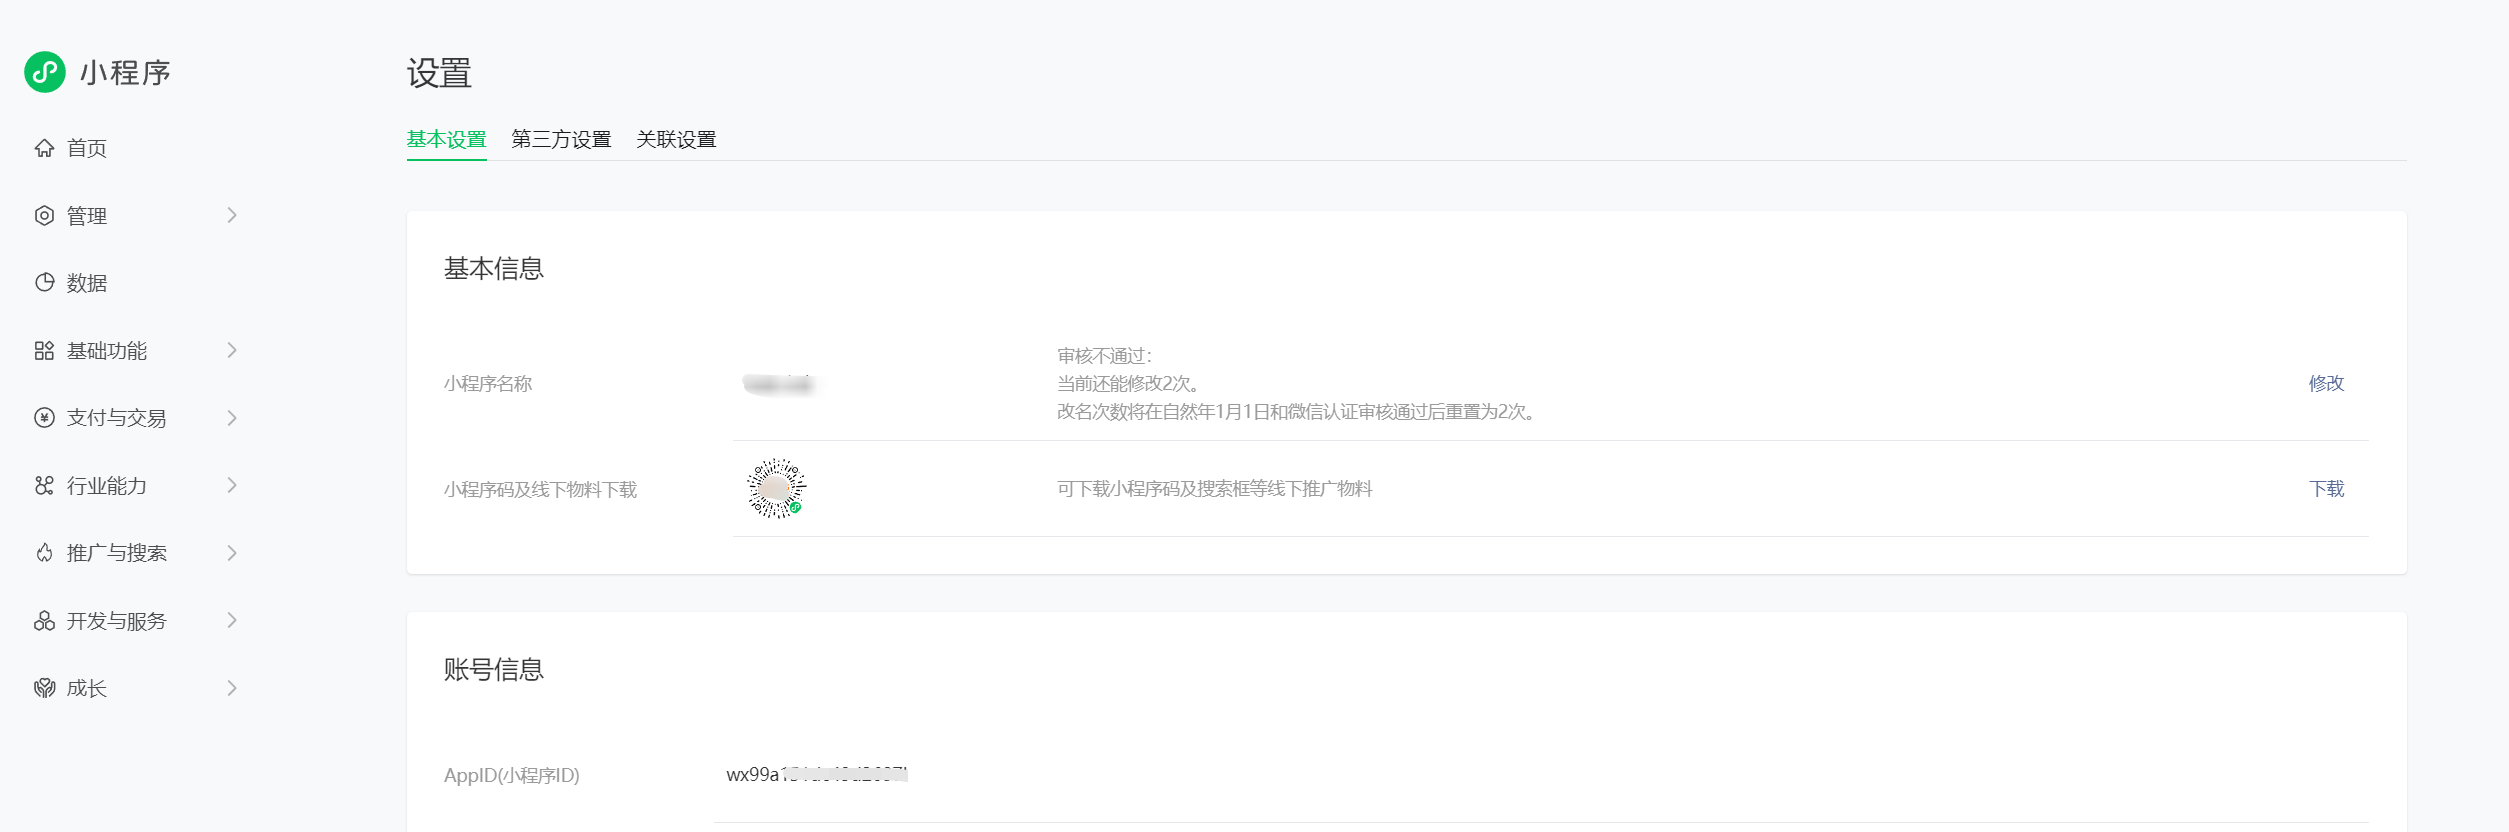 小程序
首页
管理
数据
基础功能
支付与交易
行业能力
推广与搜索
开发与服务
成长
设置
基本设置 第三方设置 关联设置
基本信息
小程序名称
审核不通过：
当前还能修改2次。
改名次数将在自然年1月1日和微信认证审核通过后重置为2次。
修改
小程序码及线下物料下载
可下载小程序码及搜索框等线下推广物料
下载
账号信息
AppID(小程序ID)
wx99a